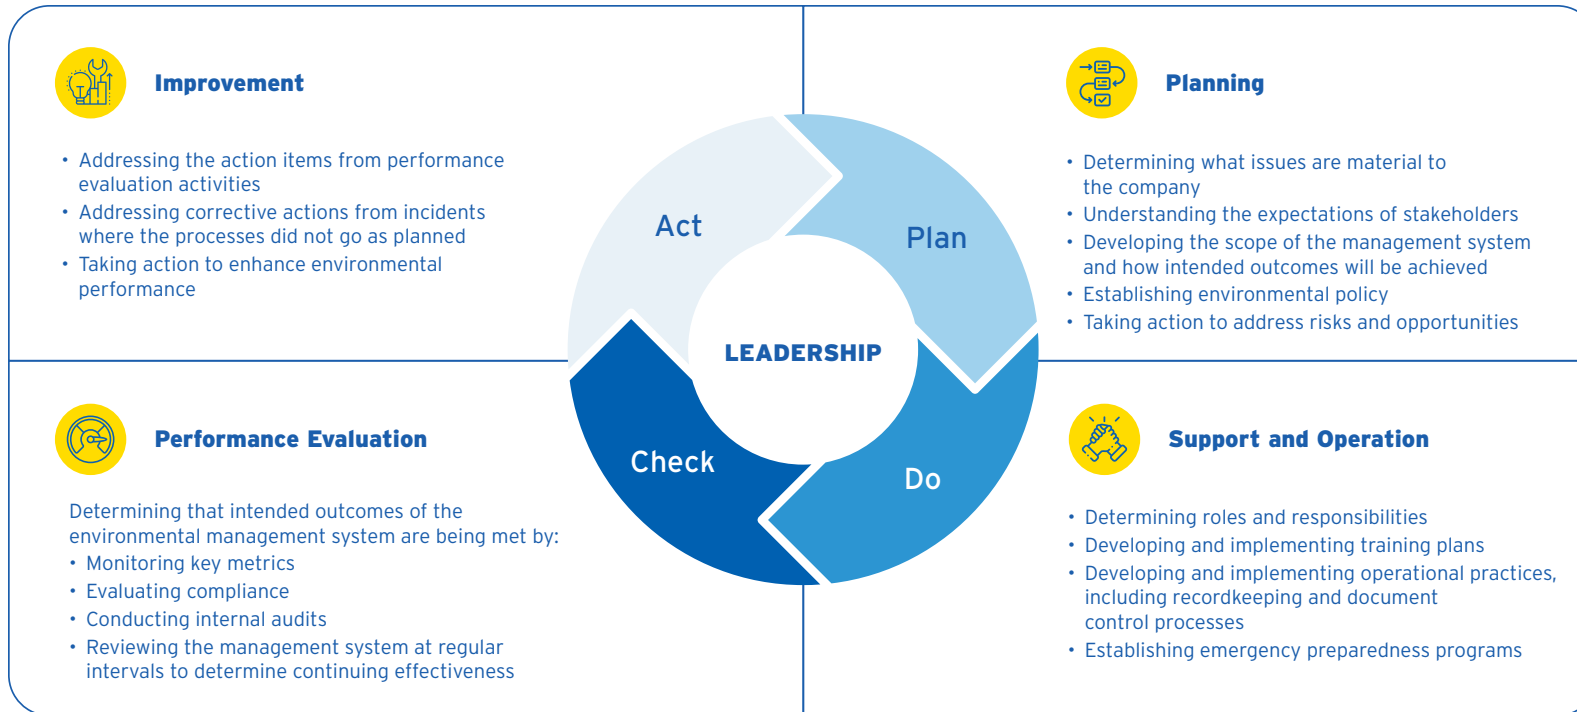 Improvement
• Addressing the action items from performance
evaluation activities
• Addressing corrective actions from incidents
where the processes did not go as planned
• Taking action to enhance environmental
performance
Planning
• Determining what issues are material to
the company
• Understanding the expectations of stakeholders
• Developing the scope of the management system
and how intended outcomes will be achieved
• Establishing environmental policy
• Taking action to address risks and opportunities
Act
Plan
LEADERSHIP
Check
Do
Performance Evaluation
Determining that intended outcomes of the
environmental management system are being met by:
• Monitoring key metrics
• Evaluating compliance
• Conducting internal audits
• Reviewing the management system at regular
intervals to determine continuing effectiveness
Support and Operation
• Determining roles and responsibilities
• Developing and implementing training plans
• Developing and implementing operational practices,
including recordkeeping and document
control processes
• Establishing emergency preparedness programs